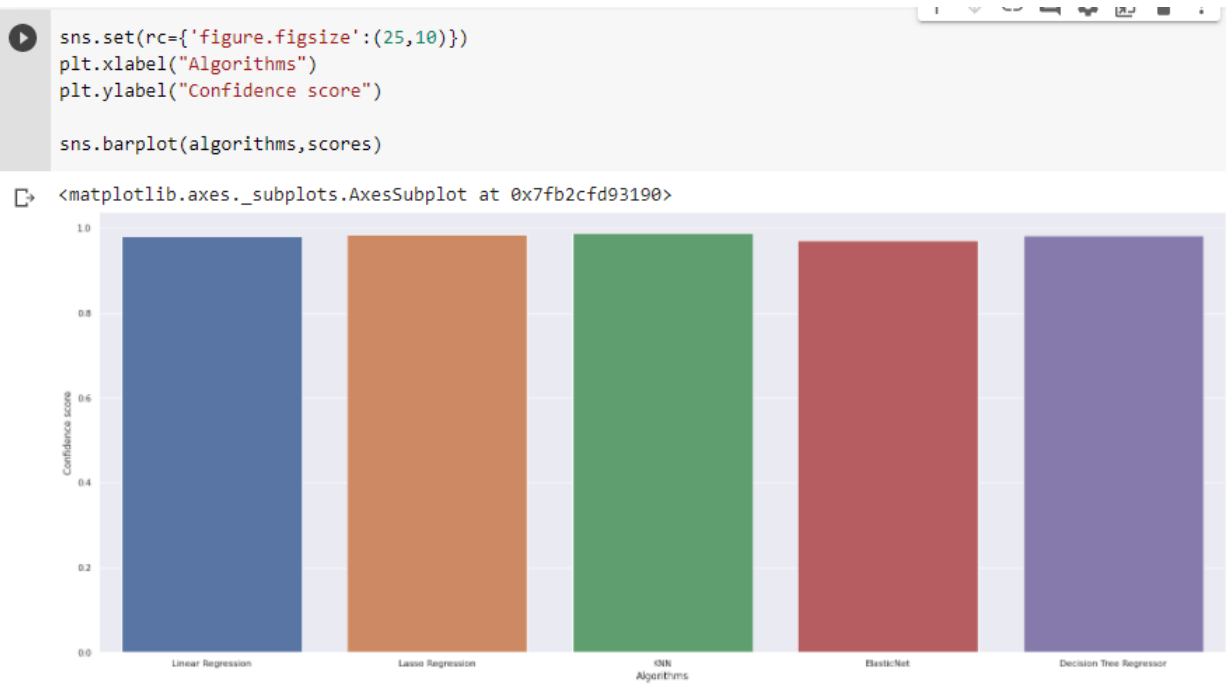 sns.set(rc={'figure.figsize':(25,10)})
plt.xlabel("Algorithms")
plt.ylabel("Confidence score")
sns.barplot(algorithms,scores)
<matplotlib.axes._subplots.AxesSubplot at 0x7fb2cfd93190>
1.0
0.8
0.6
0.4
0.2
0.0
Confidence score
Linear Regression Lasso Regression KNN ElasticNet Decision Tree Regressor
Algorithms